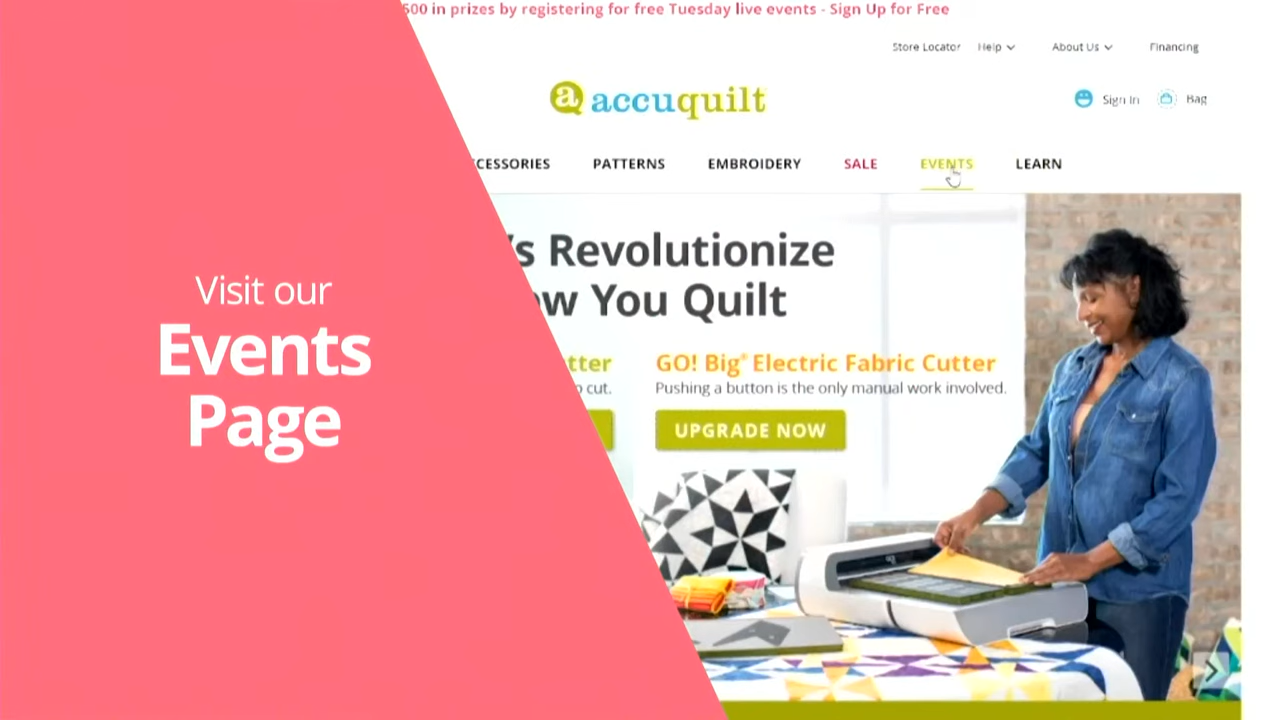 500 in prizes by registering for free Tuesday live events - Sign Up for Free
Store Locator Help About Us Financing
a accuquilt
Sign In Bag
CCESSORIES PATTERNS EMBROIDERY SALE EVENTS LEARN
's Revolutionize
ow You Quilt
Visit our
Events
Page
tter
o cut.
GO! Big® Electric Fabric Cutter
Pushing a button is the only manual work involved.
UPGRADE NOW